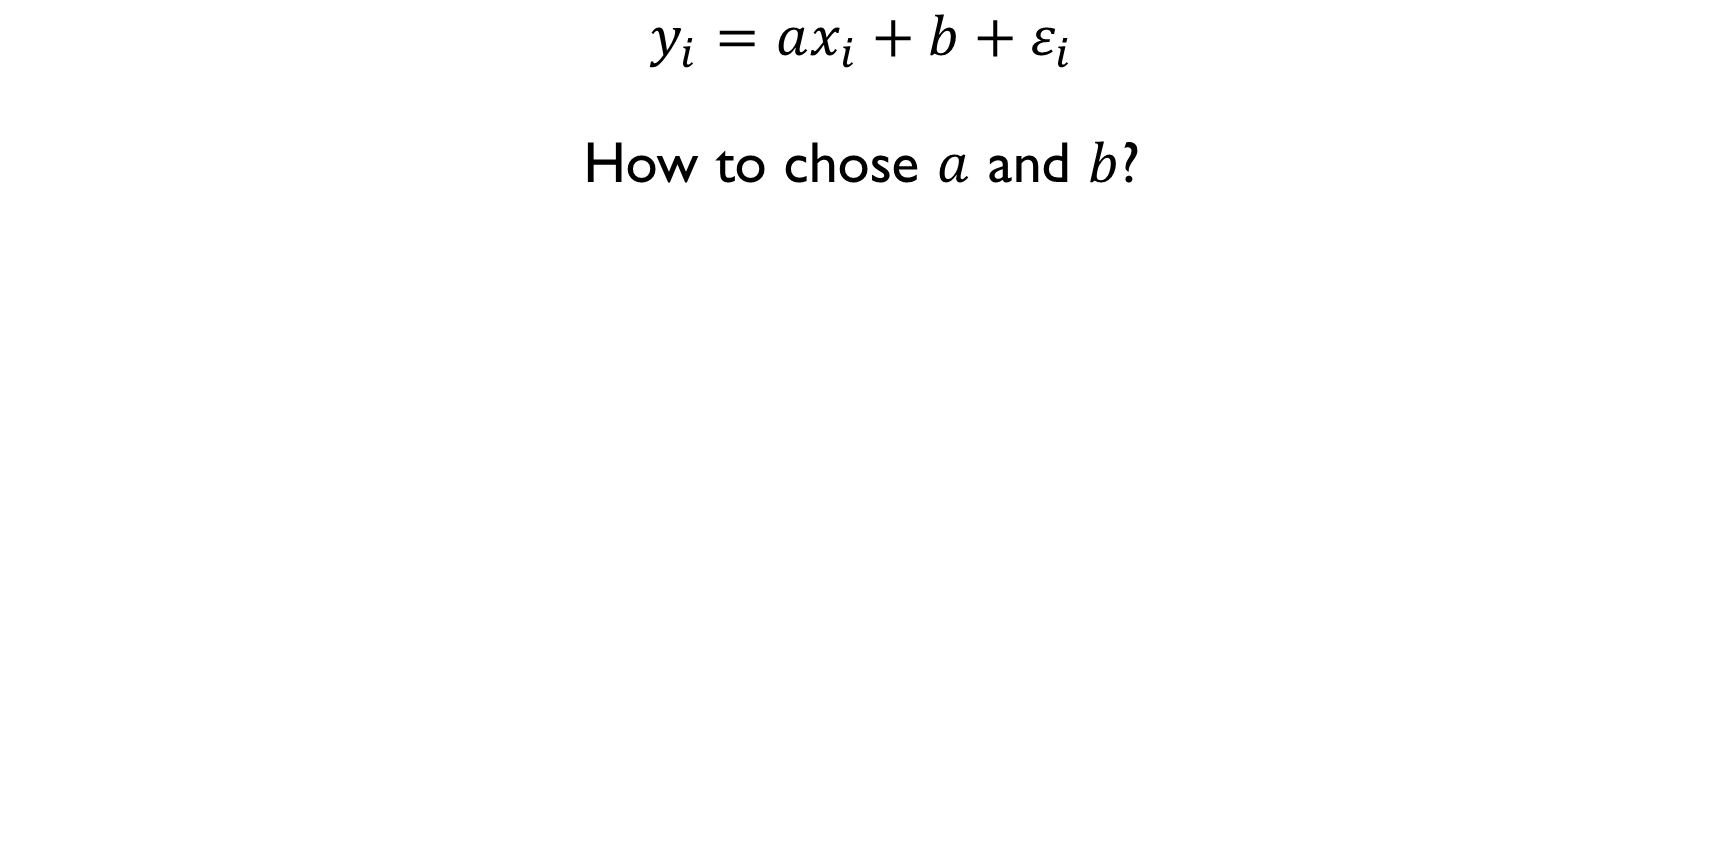 yᵢ = axᵢ + b + εᵢ
How to chose a and b?